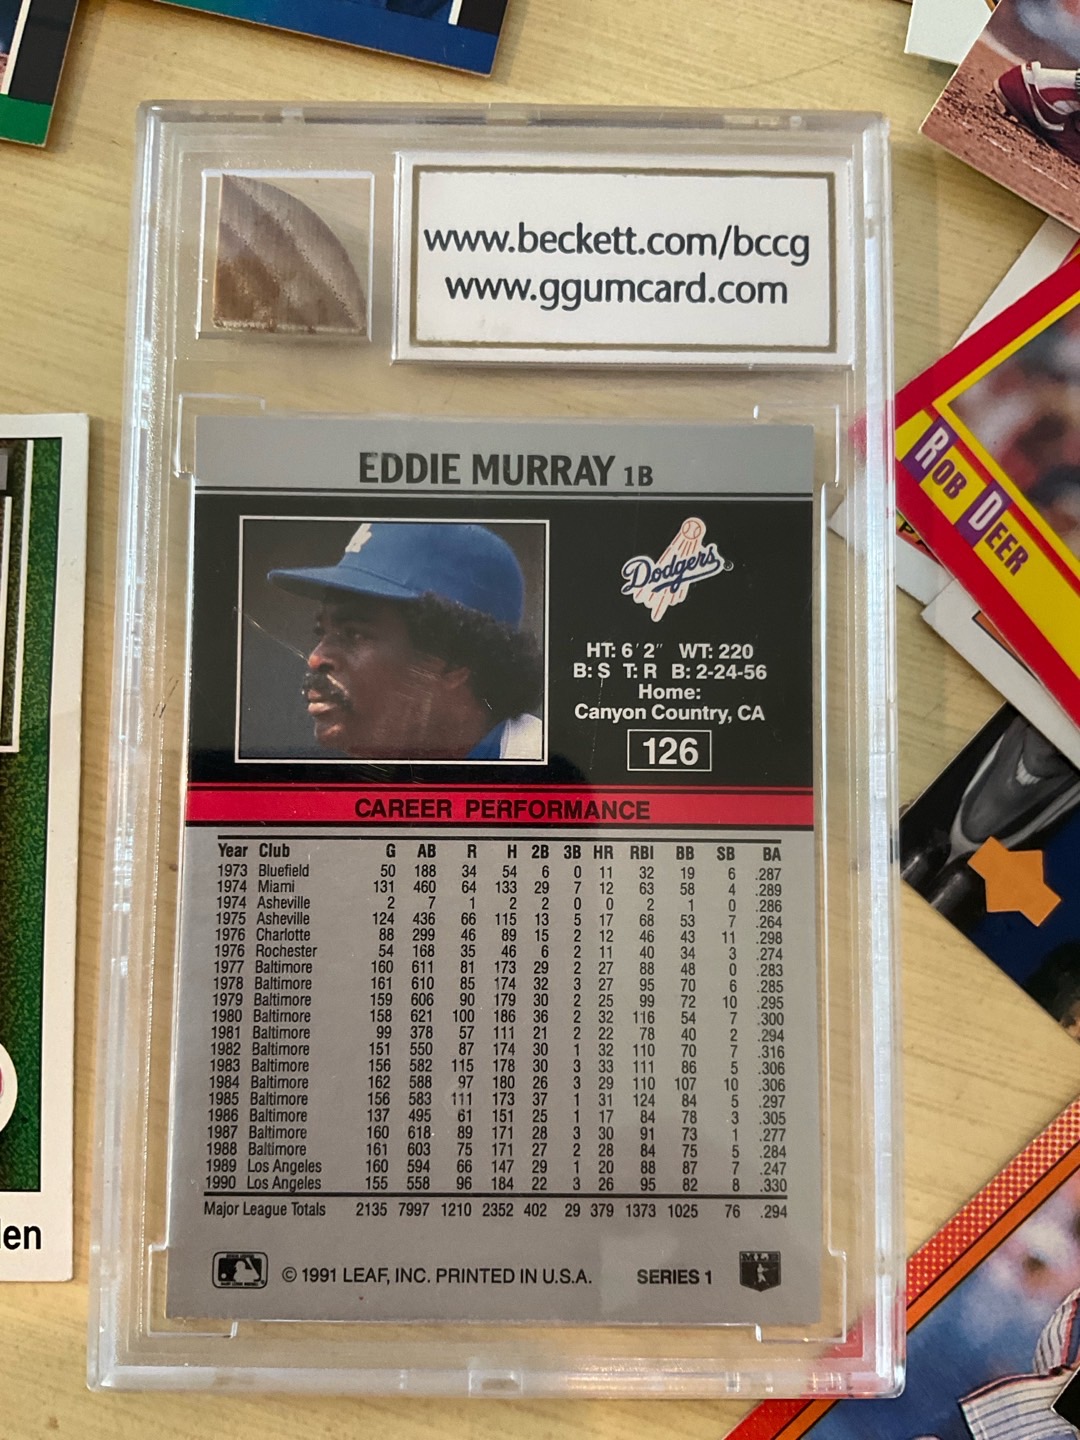 www.beckett.com/bccg
www.ggumcard.com
EDDIE MURRAY 1B
Dodgers
HT: 6'2" WT: 220
B: S T: R B: 2-24-56
Home:
Canyon Country, CA
126
CAREER PERFORMANCE
Year Club G AB R H 2B 3B HR RBI BB SB BA
1973 Bluefield 50 188 34 54 6 0 11 32 19 6 .287
1974 Miami 131 460 64 133 29 7 12 63 58 4 .289
1974 Asheville 2 7 1 2 2 0 0 2 1 0 .286
1975 Asheville 124 436 66 115 13 5 17 68 53 7 .264
1976 Charlotte 88 299 46 89 15 2 12 46 43 11 .298
1976 Rochester 54 168 35 46 6 2 11 40 34 3 .274
1977 Baltimore 160 611 81 173 29 2 27 88 48 0 .283
1978 Baltimore 161 610 85 174 32 3 27 95 70 6 .285
1979 Baltimore 159 606 90 179 30 2 25 99 72 10 .295
1980 Baltimore 158 621 100 186 36 2 32 116 54 7 .300
1981 Baltimore 99 378 57 111 21 2 22 78 40 2 .294
1982 Baltimore 151 550 87 174 30 1 32 110 70 7 .316
1983 Baltimore 156 582 115 178 30 3 33 111 86 5 .306
1984 Baltimore 162 588 97 180 26 3 29 110 107 10 .306
1985 Baltimore 156 583 111 173 37 1 31 124 84 5 .297
1986 Baltimore 137 495 61 151 25 1 17 84 78 3 .305
1987 Baltimore 160 618 89 171 28 3 30 91 73 1 .277
1988 Baltimore 161 603 75 171 27 2 28 84 75 5 .284
1989 Los Angeles 160 594 66 147 29 1 20 88 87 7 .247
1990 Los Angeles 155 558 96 184 22 3 26 95 82 8 .330
Major League Totals 2135 7997 1210 2352 402 29 379 1373 1025 76 .294
© 1991 LEAF, INC. PRINTED IN U.S.A. SERIES 1
MLB
ROB DEER
len